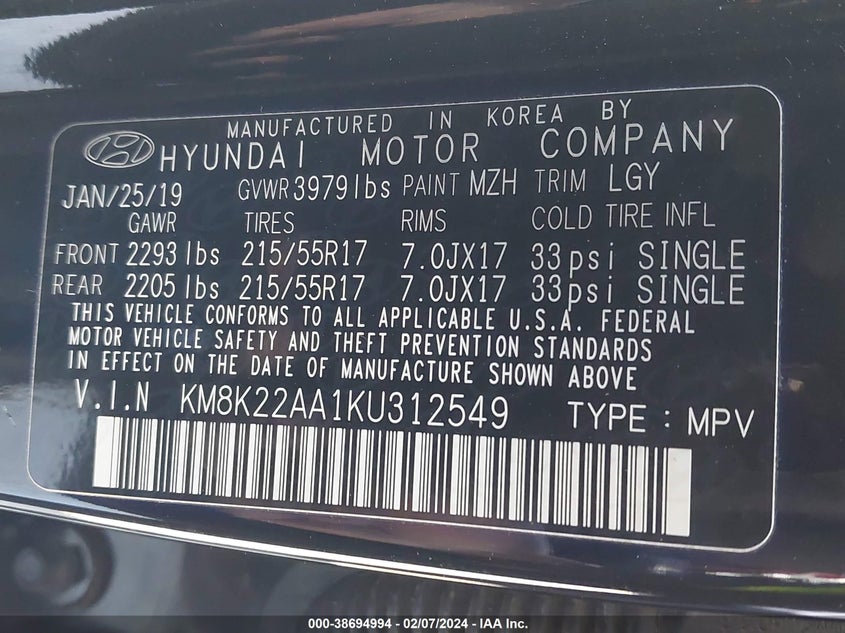 MANUFACTURED IN KOREA BY
HYUNDAI MOTOR COMPANY
JAN/25/19 GVWR 3979lbs PAINT MZH TRIM LGY
GAWR TIRES RIMS COLD TIRE INFL
FRONT 2293 lbs 215/55R17 7.0JX17 33psi SINGLE
REAR 2205 lbs 215/55R17 7.0JX17 33psi SINGLE
THIS VEHICLE CONFORMS TO ALL APPLICABLE U.S.A. FEDERAL
MOTOR VEHICLE SAFETY AND THEFT PREVENTION STANDARDS
IN EFFECT ON THE DATE OF MANUFACTURE SHOWN ABOVE
V.I.N KM8K22AA1KU312549 TYPE : MPV
000-38694994 - 02/07/2024 - IAA Inc.